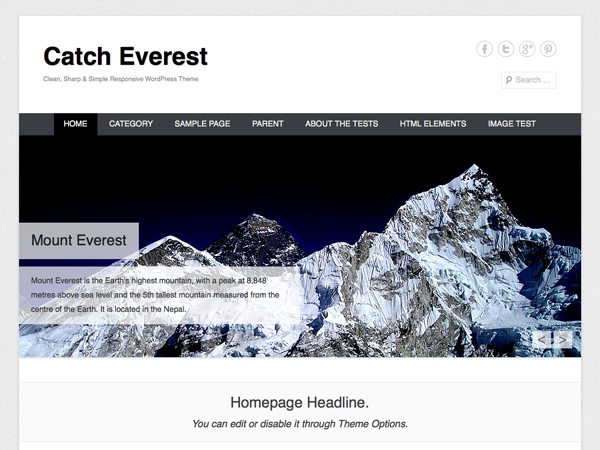 Catch Everest
Clean, Sharp & Simple Responsive WordPress Theme
Search ...
HOME CATEGORY SAMPLE PAGE PARENT ABOUT THE TESTS HTML ELEMENTS IMAGE TEST
Mount Everest
Mount Everest is the Earth's highest mountain, with a peak at 8,848
metres above sea level and the 5th tallest mountain measured from the
centre of the Earth. It is located in the Nepal.
< >
Homepage Headline.
You can edit or disable it through Theme Options.